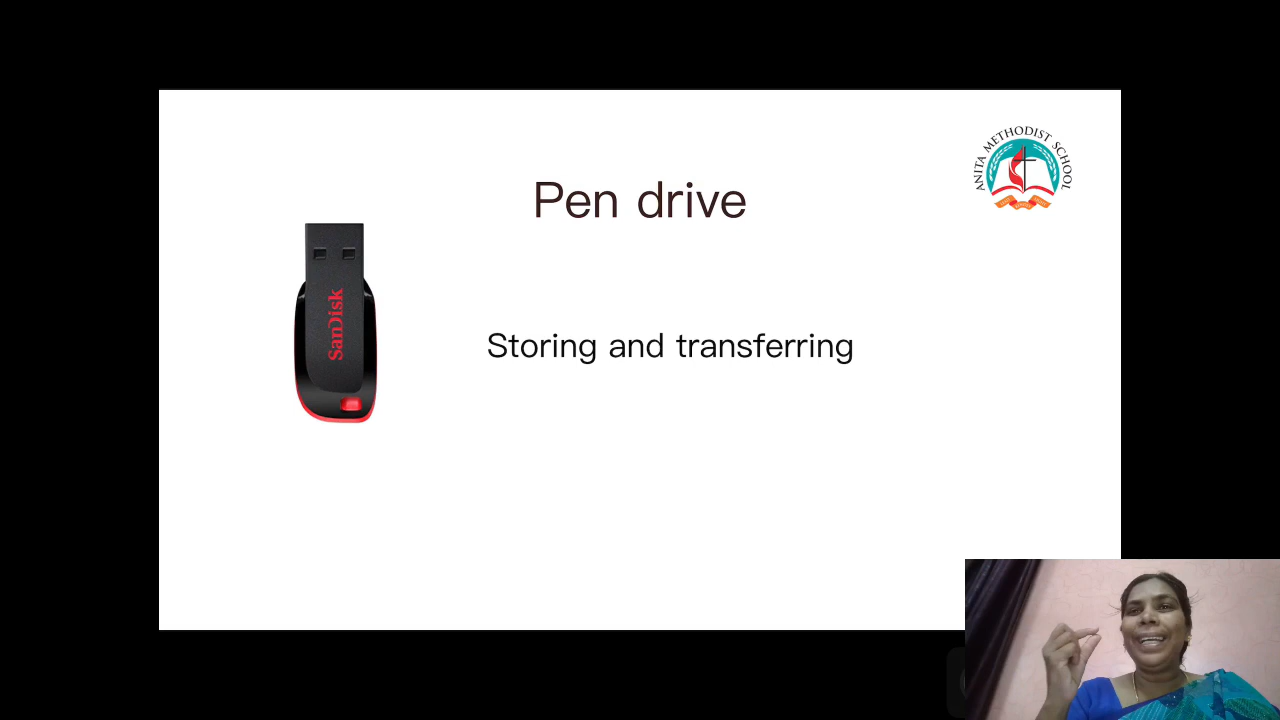 ANITA METHODIST SCHOOL
Pen drive
SanDisk
Storing and transferring